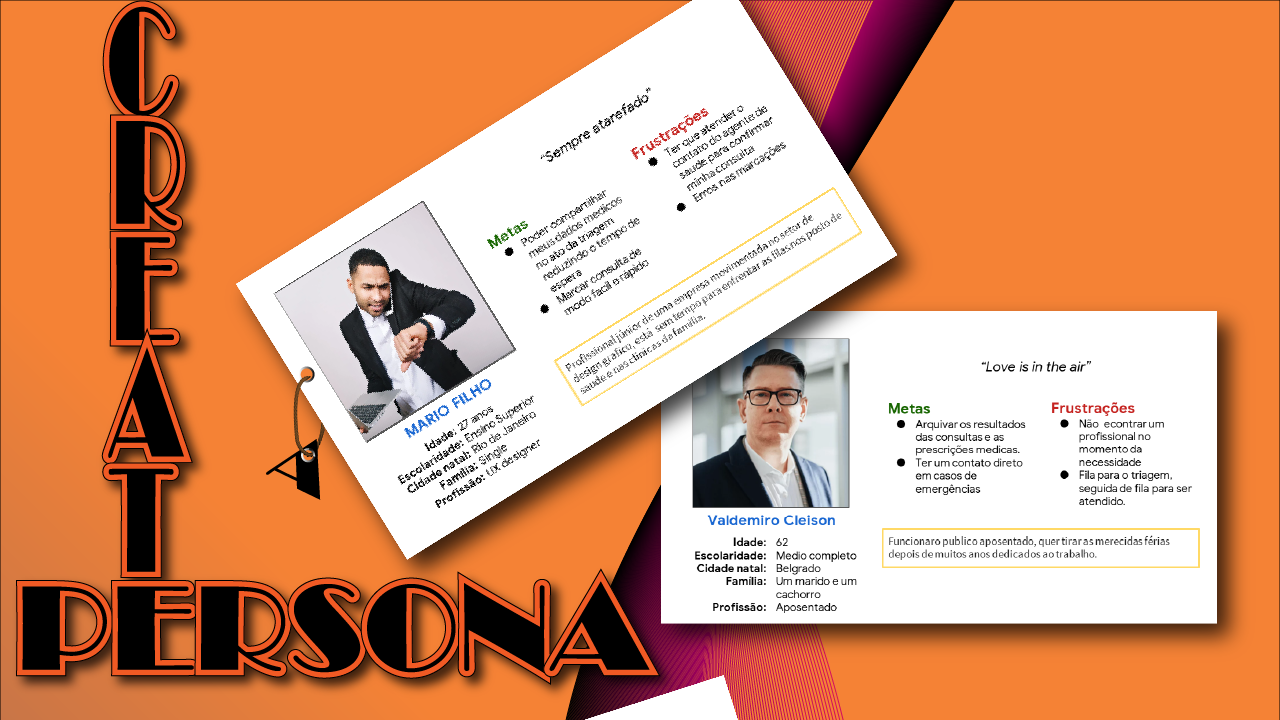 CREATE
PERSONA
“Sempre atarefado”
Metas
● Poder compartilhar
meus dados medicos
no ato da triagem
reduzindo o tempo de
espera
● Marcar consulta de
modo facil e rápido
Frustrações
● Ter que atender o
contato do agente de
saude para confirmar
minha consulta
● Erros nas marcações
Profissional júnior de uma empresa movimentada no setor de
design gráfico, está sem tempo para enfrentar as filas nos posto de
saúde e nas clínicas da família.
MARIO FILHO
Idade: 27 anos
Escolaridade: Ensino Superior
Cidade natal: Rio de Janeiro
Família: Single
Profissão: UX designer
“Love is in the air”
Metas
● Arquivar os resultados
das consultas e as
prescrições medicas.
● Ter um contato direto
em casos de
emergências
Frustrações
● Não econtrar um
profissional no
momento da
necessidade
● Fila para o triagem,
seguida de fila para ser
atendido.
Funcionaro publico aposentado, quer tirar as merecidas férias
depois de muitos anos dedicados ao trabalho.
Valdemiro Cleison
Idade: 62
Escolaridade: Medio completo
Cidade natal: Belgrado
Família: Um marido e um
cachorro
Profissão: Aposentado